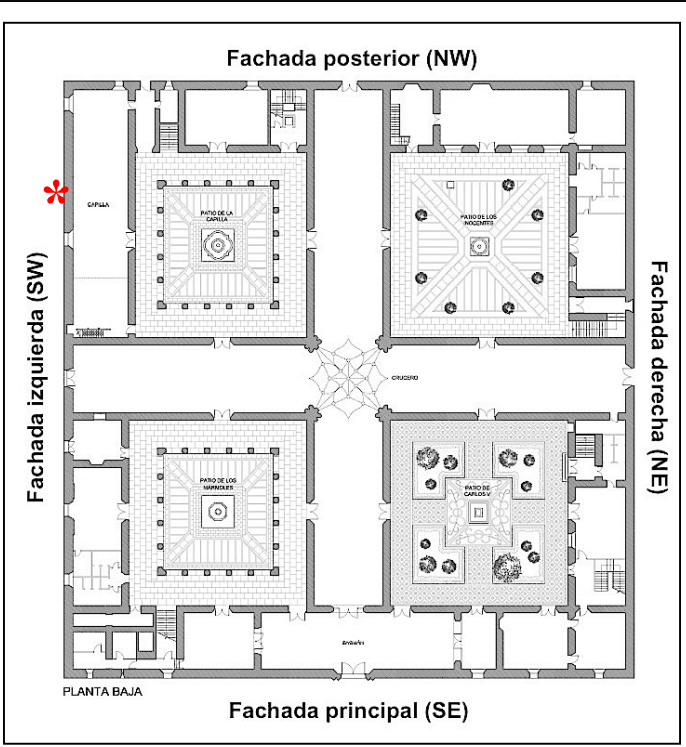 Fachada posterior (NW)
CAPILLA
PATIO DE LA
CAPILLA
PATIO DE LOS
INOCENTES
Fachada izquierda (SW)
Fachada derecha (NE)
CRUCERO
PATIO DE LOS
MÁRMOLES
PATIO DE
CARLOS V
PLANTA BAJA
Fachada principal (SE)